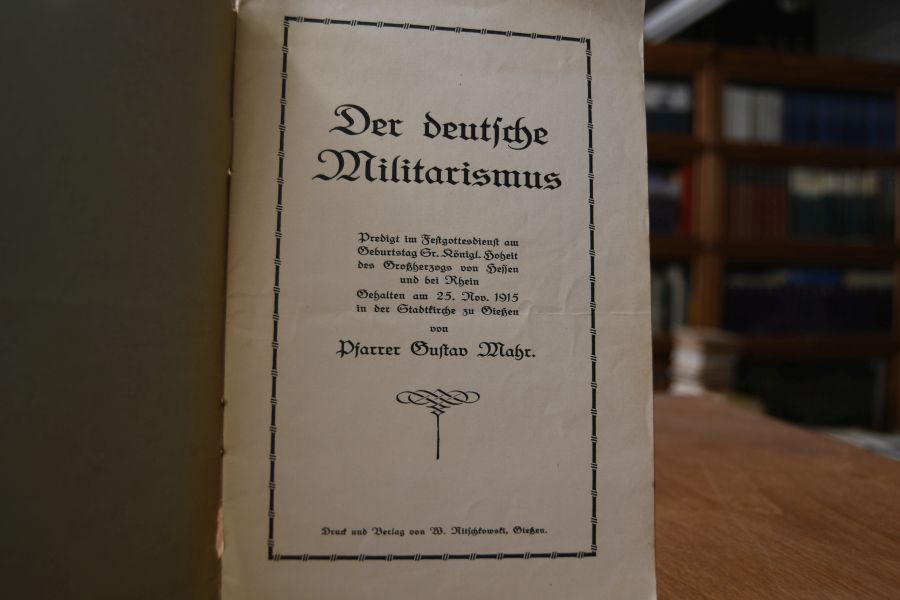 Der deutſche
Militarismus
Predigt im Feſtgottesdienſt am
Geburtstag Sr. Königl. Hoheit
des Großherzogs von Heſſen
und bei Rhein
Gehalten am 25. Nov. 1915
in der Stadtkirche zu Gießen
von
Pfarrer Guſtav Mahr.
Druck und Verlag von W. Nitſchkowski, Gießen.